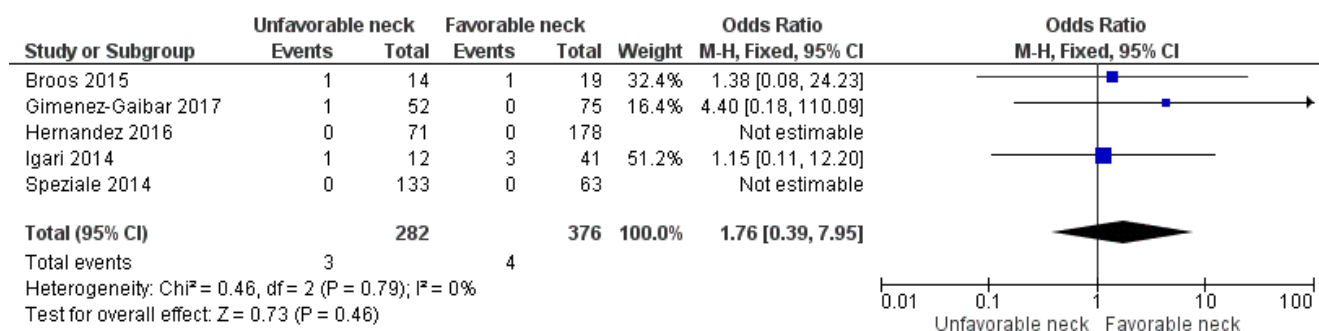 Unfavorable neck Favorable neck Odds Ratio Odds Ratio
Study or Subgroup Events Total Events Total Weight M-H, Fixed, 95% CI M-H, Fixed, 95% CI
Broos 2015 1 14 1 19 32.4% 1.38 [0.08, 24.23]
Gimenez-Gaibar 2017 1 52 0 75 16.4% 4.40 [0.18, 110.09]
Hernandez 2016 0 71 0 178 Not estimable
Igari 2014 1 12 3 41 51.2% 1.15 [0.11, 12.20]
Speziale 2014 0 133 0 63 Not estimable
Total (95% CI) 282 376 100.0% 1.76 [0.39, 7.95]
Total events 3 4
Heterogeneity: Chi² = 0.46, df = 2 (P = 0.79); I² = 0%
Test for overall effect: Z = 0.73 (P = 0.46)
0.01 0.1 1 10 100
Unfavorable neck Favorable neck